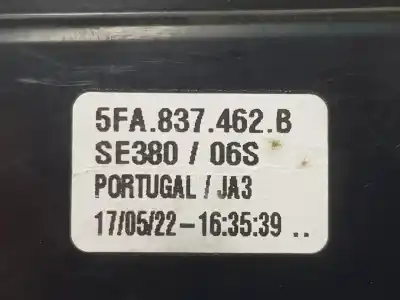 5FA.837.462.B
SE380 / 06S
PORTUGAL / JA3
17/05/22-16:35:39 ..